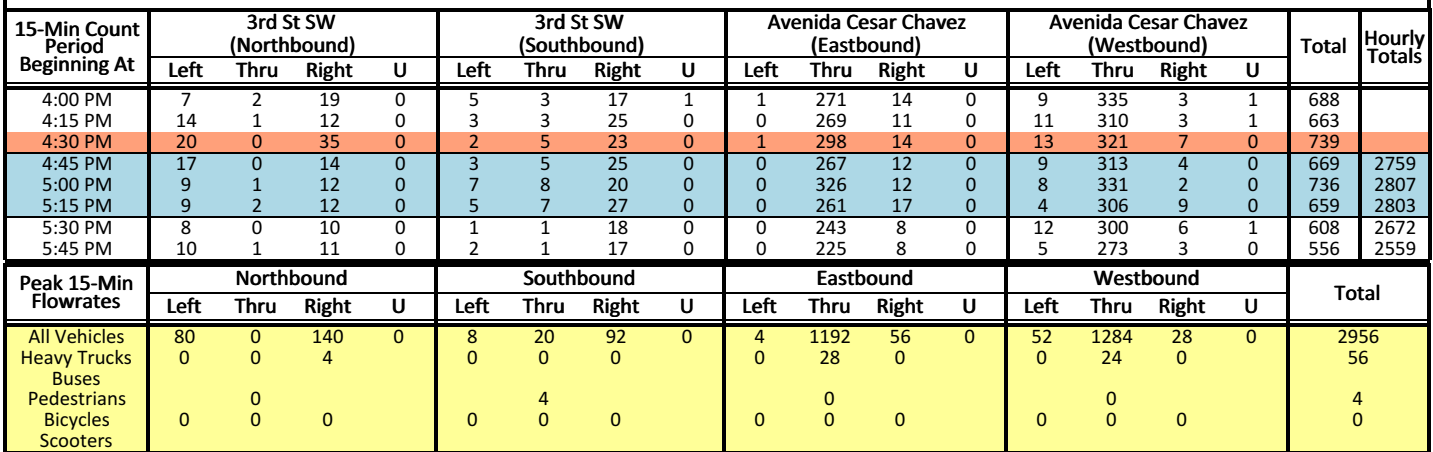 15-Min Count Period Beginning At | 3rd St SW (Northbound) | 3rd St SW (Southbound) | Avenida Cesar Chavez (Eastbound) | Avenida Cesar Chavez (Westbound) | Total | Hourly Totals
Left Thru Right U Left Thru Right U Left Thru Right U Left Thru Right U
4:00 PM 7 2 19 0 5 3 17 1 1 271 14 0 9 335 3 1 688
4:15 PM 14 1 12 0 3 3 25 0 0 269 11 0 11 310 3 1 663
4:30 PM 20 0 35 0 2 5 23 0 1 298 14 0 13 321 7 0 739
4:45 PM 17 0 14 0 3 5 25 0 0 267 12 0 9 313 4 0 669 2759
5:00 PM 9 1 12 0 7 8 20 0 0 326 12 0 8 331 2 0 736 2807
5:15 PM 9 2 12 0 5 7 27 0 0 261 17 0 4 306 9 0 659 2803
5:30 PM 8 0 10 0 1 1 18 0 0 243 8 0 12 300 6 1 608 2672
5:45 PM 10 1 11 0 2 1 17 0 0 225 8 0 5 273 3 0 556 2559
Peak 15-Min Flowrates | Northbound | Southbound | Eastbound | Westbound | Total
Left Thru Right U Left Thru Right U Left Thru Right U Left Thru Right U
All Vehicles 80 0 140 0 8 20 92 0 4 1192 56 0 52 1284 28 0 2956
Heavy Trucks 0 0 4 0 0 0 0 28 0 0 24 0 56
Buses
Pedestrians 0 4 0 0 4
Bicycles 0 0 0 0 0 0 0 0 0 0 0 0 0
Scooters